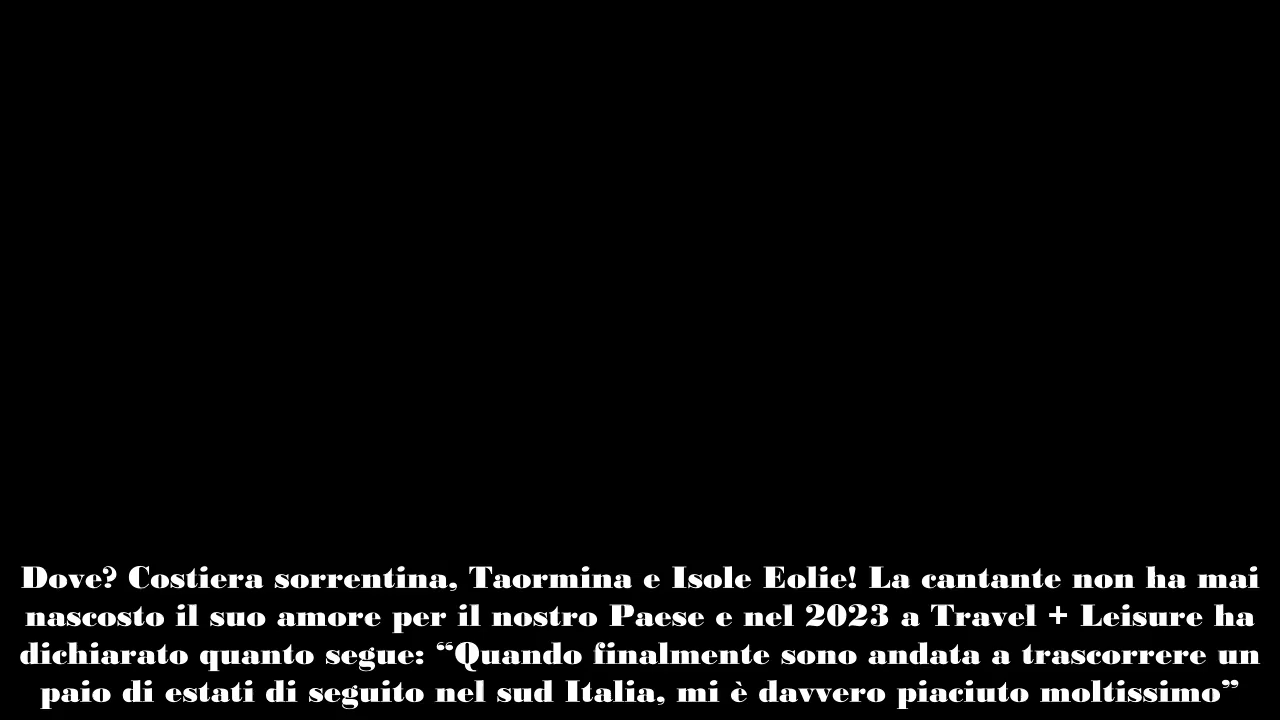 Dove? Costiera sorrentina, Taormina e Isole Eolie! La cantante non ha mai
nascosto il suo amore per il nostro Paese e nel 2023 a Travel + Leisure ha
dichiarato quanto segue: “Quando finalmente sono andata a trascorrere un
paio di estati di seguito nel sud Italia, mi è davvero piaciuto moltissimo”